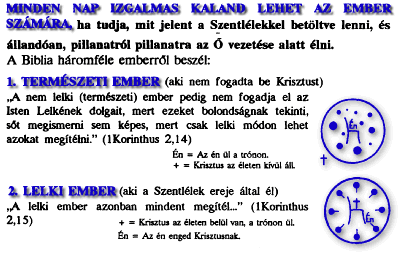 MINDEN NAP IZGALMAS KALAND LEHET AZ EMBER
SZÁMÁRA, ha tudja, mit jelent a Szentlélekkel betöltve lenni, és
állandóan, pillanatról pillanatra az Ő vezetése alatt élni.
A Biblia háromféle emberről beszél:
1. TERMÉSZETI EMBER (aki nem fogadta be Krisztust)
„A nem lelki (természeti) ember pedig nem fogadja el az
Isten Lelkének dolgait, mert ezeket bolondságnak tekinti,
sőt megismerni sem képes, mert csak lelki módon lehet
azokat megítélni." (1Korinthus 2,14)
Én = Az én ül a trónon.
+ = Krisztus az életen kívül áll.
Én
2. LELKI EMBER (aki a Szentlélek ereje által él)
„A lelki ember azonban mindent megítél..." (1Korinthus
2,15)
+ = Krisztus az életen belül van, a trónon ül.
Én = Az én enged Krisztusnak.
Én